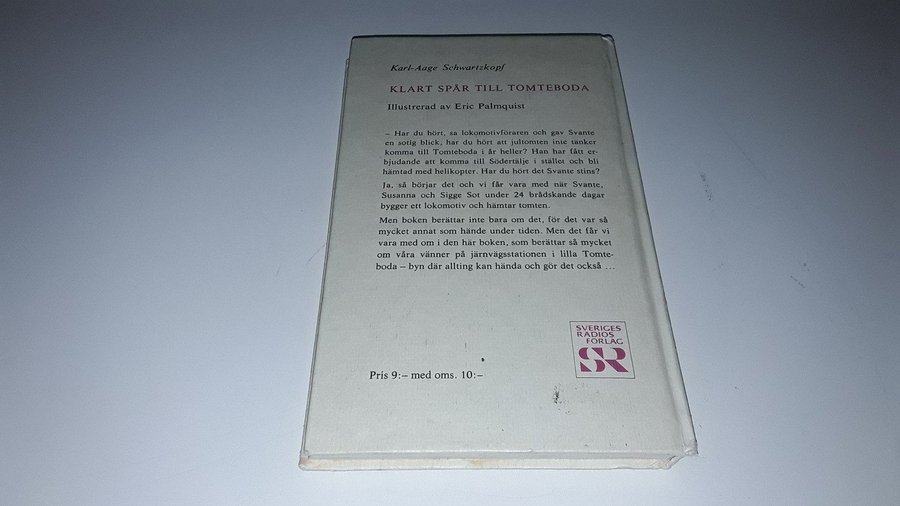 Karl-Aage Schwartzkopf
KLART SPÅR TILL TOMTEBODA
Illustrerad av Eric Palmquist
– Har du hört, sa lokomotivföraren och gav Svante
en sotig blick, har du hört att jultomten inte tänker
komma till Tomteboda i år heller? Han har fått er-
bjudande att komma till Södertälje i stället och bli
hämtad med helikopter. Har du hört det Svante stins?
Ja, så börjar det och vi får vara med när Svante,
Susanna och Sigge Sot under 24 brådskande dagar
bygger ett lokomotiv och hämtar tomten.
Men boken berättar inte bara om det, för det var så
mycket annat som hände under tiden. Men det får vi
vara med om i den här boken, som berättar så mycket
om våra vänner på järnvägsstationen i lilla Tomte-
boda – byn där allting kan hända och gör det också ...
SVERIGES
RADIOS
FÖRLAG
SR
Pris 9:– med oms. 10:–